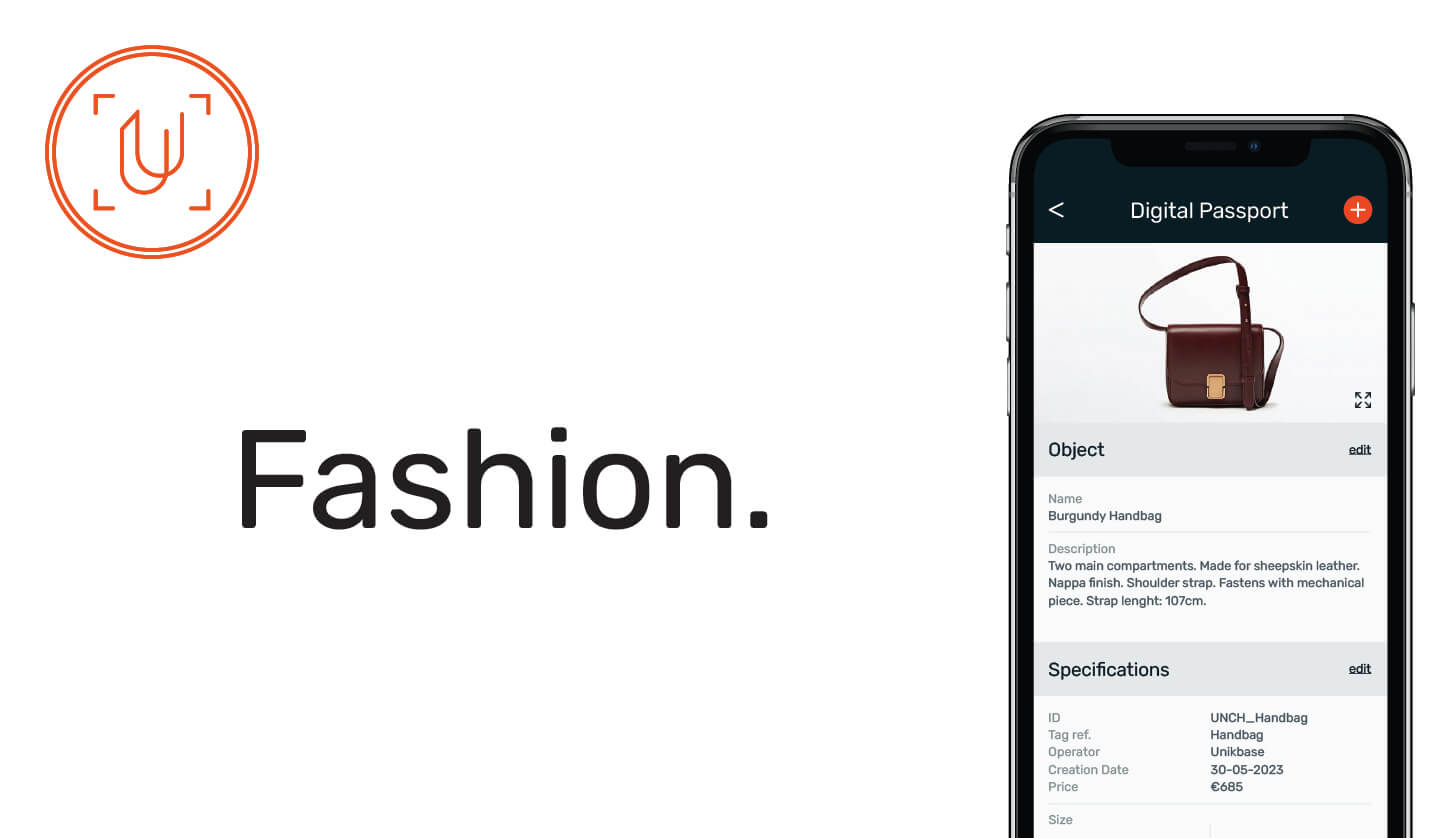 Fashion.
< Digital Passport +
Object edit
Name
Burgundy Handbag
Description
Two main compartments. Made for sheepskin leather.
Nappa finish. Shoulder strap. Fastens with mechanical
piece. Strap lenght: 107cm.
Specifications edit
ID UNCH_Handbag
Tag ref. Handbag
Operator Unikbase
Creation Date 30-05-2023
Price €685
Size